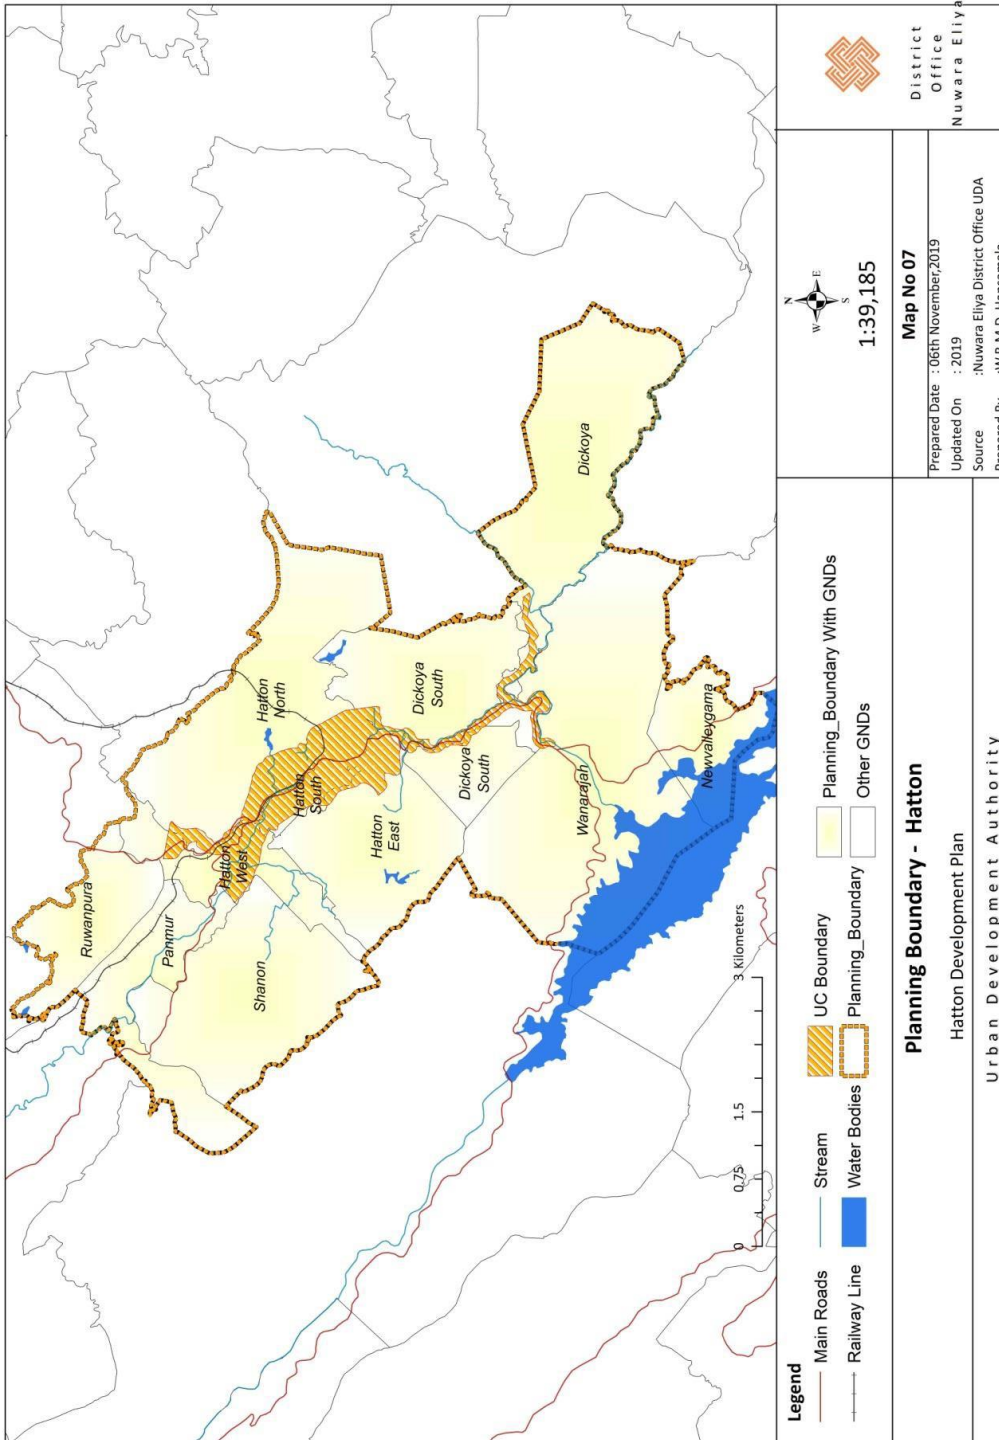 Ruwanpura
Panmur
Shanon
Hatton
West
Hatton
South
Hatton
North
Hatton
East
Dickoya
South
Dickoya
South
Wanarajah
Newvalleygama
Dickoya
0 0.75 1.5 3 Kilometers
Legend
Main Roads
Stream
UC Boundary
Planning_Boundary With GNDs
Railway Line
Water Bodies
Planning_Boundary
Other GNDs
Planning Boundary - Hatton
Hatton Development Plan
Urban Development Authority
N
W E
S
1:39,185
Map No 07
Prepared Date : 06th November,2019
Updated On : 2019
Source :Nuwara Eliya District Office UDA
District
Office
Nuwara Eliya